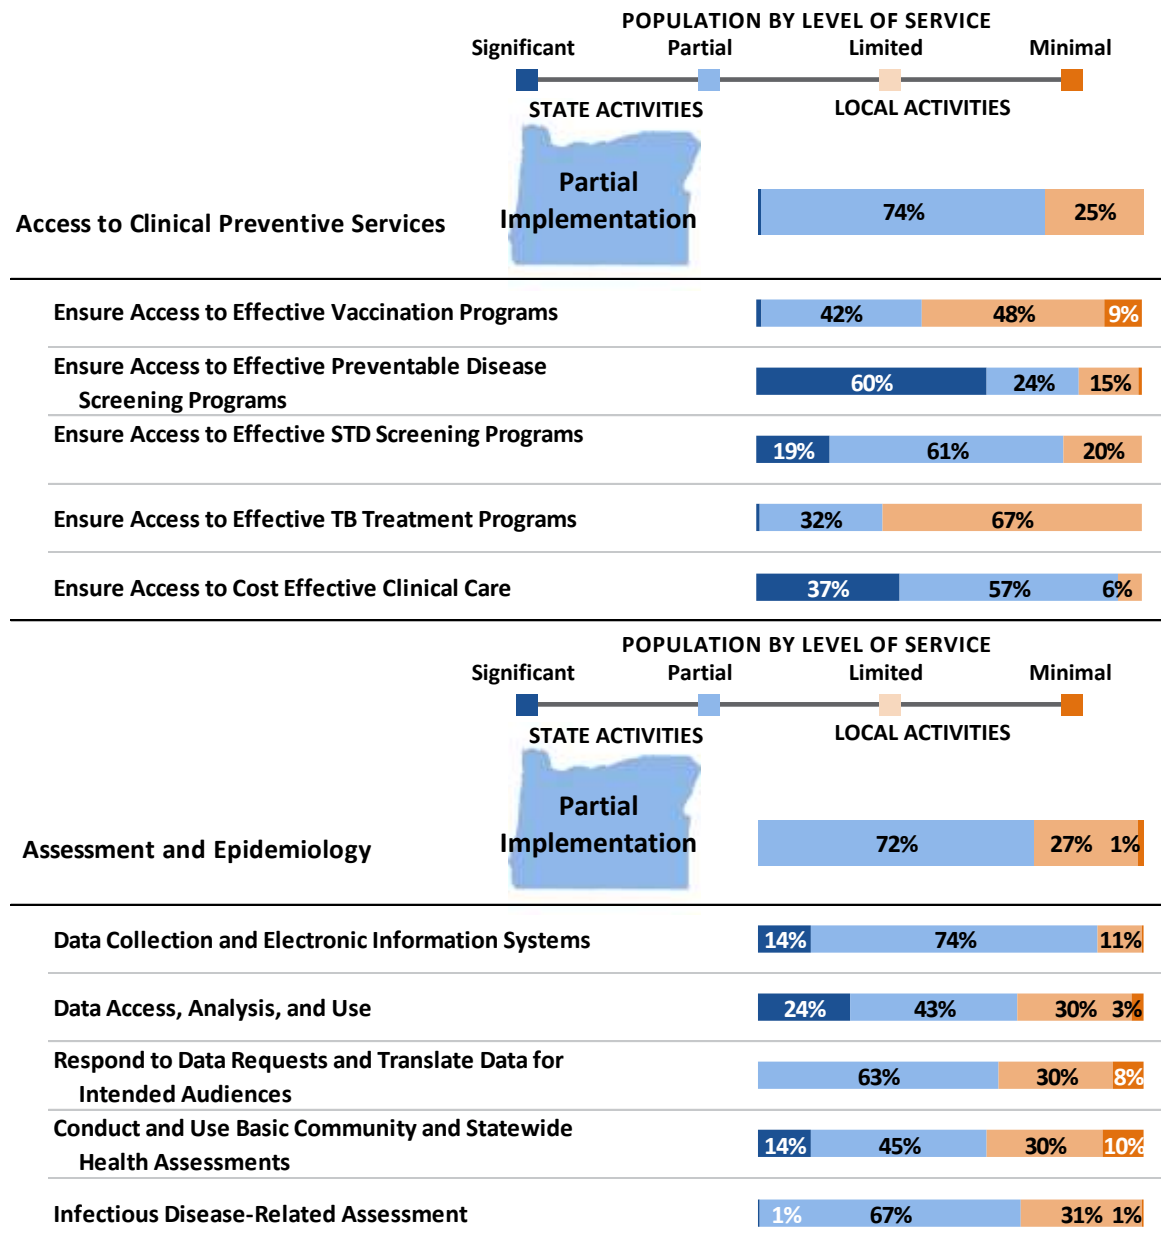 POPULATION BY LEVEL OF SERVICE
Significant Partial Limited Minimal
STATE ACTIVITIES LOCAL ACTIVITIES
Partial
Implementation
Access to Clinical Preventive Services
74% 25%
Ensure Access to Effective Vaccination Programs
42% 48% 9%
Ensure Access to Effective Preventable Disease
Screening Programs
60% 24% 15%
Ensure Access to Effective STD Screening Programs
19% 61% 20%
Ensure Access to Effective TB Treatment Programs
32% 67%
Ensure Access to Cost Effective Clinical Care
37% 57% 6%
POPULATION BY LEVEL OF SERVICE
Significant Partial Limited Minimal
STATE ACTIVITIES LOCAL ACTIVITIES
Partial
Implementation
Assessment and Epidemiology
72% 27% 1%
Data Collection and Electronic Information Systems
14% 74% 11%
Data Access, Analysis, and Use
24% 43% 30% 3%
Respond to Data Requests and Translate Data for
Intended Audiences
63% 30% 8%
Conduct and Use Basic Community and Statewide
Health Assessments
14% 45% 30% 10%
Infectious Disease-Related Assessment
1% 67% 31% 1%